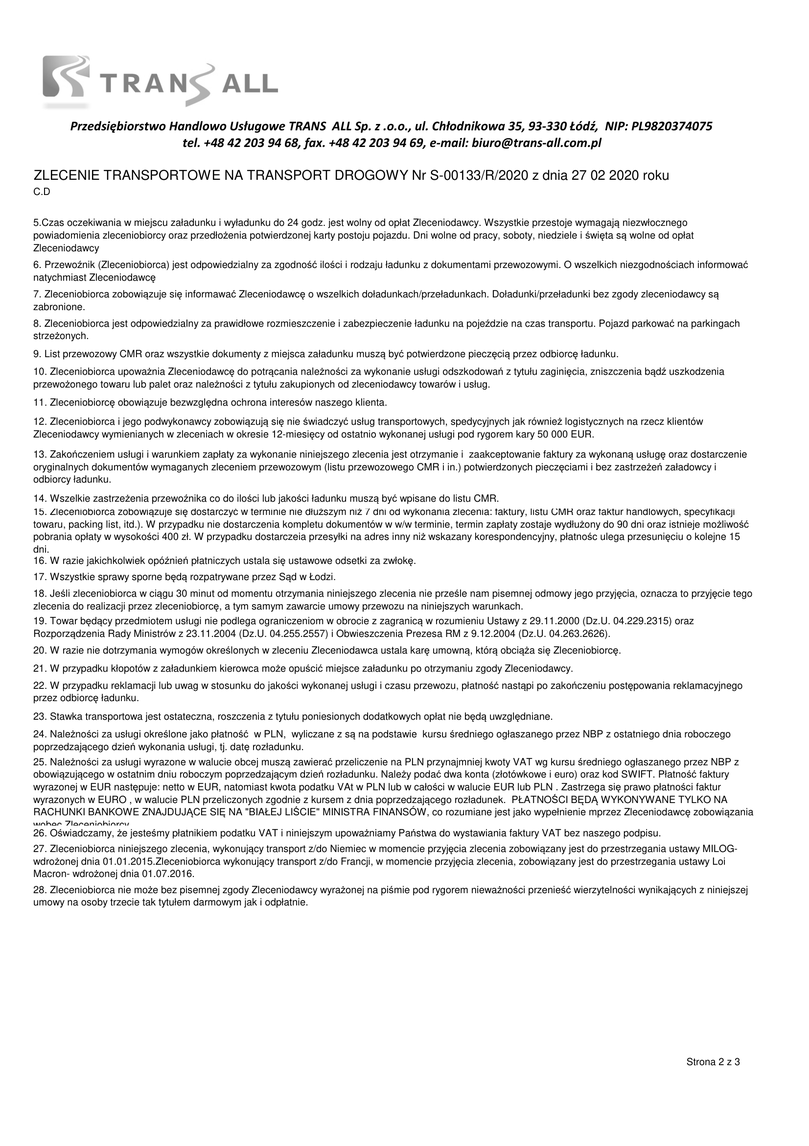 TRANS ALL
Przedsiębiorstwo Handlowo Usługowe TRANS  ALL Sp. z .o.o., ul. Chłodnikowa 35, 93-330 Łódź,  NIP: PL9820374075
tel. +48 42 203 94 68, fax. +48 42 203 94 69, e-mail: biuro@trans-all.com.pl
ZLECENIE TRANSPORTOWE NA TRANSPORT DROGOWY Nr S-00133/R/2020 z dnia 27 02 2020 roku
C.D
5.Czas oczekiwania w miejscu załadunku i wyładunku do 24 godz. jest wolny od opłat Zleceniodawcy. Wszystkie przestoje wymagają niezwłocznego
powiadomienia zleceniobiorcy oraz przedłożenia potwierdzonej karty postoju pojazdu. Dni wolne od pracy, soboty, niedziele i święta są wolne od opłat
Zleceniodawcy
6. Przewoźnik (Zleceniobiorca) jest odpowiedzialny za zgodność ilości i rodzaju ładunku z dokumentami przewozowymi. O wszelkich niezgodnościach informować
natychmiast Zleceniodawcę
7. Zleceniobiorca zobowiązuje się informawać Zleceniodawcę o wszelkich doładunkach/przeładunkach. Doładunki/przeładunki bez zgody zleceniodawcy są
zabronione.
8. Zleceniobiorca jest odpowiedzialny za prawidłowe rozmieszczenie i zabezpieczenie ładunku na pojeździe na czas transportu. Pojazd parkować na parkingach
strzeżonych.
9. List przewozowy CMR oraz wszystkie dokumenty z miejsca załadunku muszą być potwierdzone pieczęcią przez odbiorcę ładunku.
10. Zleceniobiorca upoważnia Zleceniodawcę do potrącania należności za wykonanie usługi odszkodowań z tytułu zaginięcia, zniszczenia bądź uszkodzenia
przewożonego towaru lub palet oraz należności z tytułu zakupionych od zleceniodawcy towarów i usług.
11. Zleceniobiorcę obowiązuje bezwzględna ochrona interesów naszego klienta.
12. Zleceniobiorca i jego podwykonawcy zobowiązują się nie świadczyć usług transportowych, spedycyjnych jak również logistycznych na rzecz klientów
Zleceniodawcy wymienianych w zleceniach w okresie 12-miesięcy od ostatnio wykonanej usługi pod rygorem kary 50 000 EUR.
13. Zakończeniem usługi i warunkiem zapłaty za wykonanie niniejszego zlecenia jest otrzymanie i  zaakceptowanie faktury za wykonaną usługę oraz dostarczenie
oryginalnych dokumentów wymaganych zleceniem przewozowym (listu przewozowego CMR i in.) potwierdzonych pieczęciami i bez zastrzeżeń załadowcy i
odbiorcy ładunku.
14. Wszelkie zastrzeżenia przewoźnika co do ilości lub jakości ładunku muszą być wpisane do listu CMR.
15. Zleceniobiorca zobowiązuje się dostarczyć w terminie nie dłuższym niż 7 dni od wykonania zlecenia: faktury, listu CMR oraz faktur handlowych, specyfikacji
towaru, packing list, itd.). W przypadku nie dostarczenia kompletu dokumentów w w/w terminie, termin zapłaty zostaje wydłużony do 90 dni oraz istnieje możliwość
pobrania opłaty w wysokości 400 zł. W przypadku dostarczeia przesyłki na adres inny niż wskazany korespondencyjny, płatnośc ulega przesunięciu o kolejne 15
dni.
16. W razie jakichkolwiek opóźnień płatniczych ustala się ustawowe odsetki za zwłokę.
17. Wszystkie sprawy sporne będą rozpatrywane przez Sąd w Łodzi.
18. Jeśli zleceniobiorca w ciągu 30 minut od momentu otrzymania niniejszego zlecenia nie prześle nam pisemnej odmowy jego przyjęcia, oznacza to przyjęcie tego
zlecenia do realizacji przez zleceniobiorcę, a tym samym zawarcie umowy przewozu na niniejszych warunkach.
19. Towar będący przedmiotem usługi nie podlega ograniczeniom w obrocie z zagranicą w rozumieniu Ustawy z 29.11.2000 (Dz.U. 04.229.2315) oraz
Rozporządzenia Rady Ministrów z 23.11.2004 (Dz.U. 04.255.2557) i Obwieszczenia Prezesa RM z 9.12.2004 (Dz.U. 04.263.2626).
20. W razie nie dotrzymania wymogów określonych w zleceniu Zleceniodawca ustala karę umowną, którą obciąża się Zleceniobiorcę.
21. W przypadku kłopotów z załadunkiem kierowca może opuścić miejsce załadunku po otrzymaniu zgody Zleceniodawcy.
22. W przypadku reklamacji lub uwag w stosunku do jakości wykonanej usługi i czasu przewozu, płatność nastąpi po zakończeniu postępowania reklamacyjnego
przez odbiorcę ładunku.
23. Stawka transportowa jest ostateczna, roszczenia z tytułu poniesionych dodatkowych opłat nie będą uwzględniane.
24. Należności za usługi określone jako płatność  w PLN,  wyliczane z są na podstawie  kursu średniego ogłaszanego przez NBP z ostatniego dnia roboczego
poprzedzającego dzień wykonania usługi, tj. datę rozładunku.
25. Należności za usługi wyrazone w walucie obcej muszą zawierać przeliczenie na PLN przynajmniej kwoty VAT wg kursu średniego ogłaszanego przez NBP z
obowiązującego w ostatnim dniu roboczym poprzedzającym dzień rozładunku. Należy podać dwa konta (złotówkowe i euro) oraz kod SWIFT. Płatność faktury
wyrażonej w EUR następuje: netto w EUR, natomiast kwota podatku VAt w PLN lub w całości w walucie EUR lub PLN . Zastrzega się prawo płatności faktur
wyrazonych w EURO , w walucie PLN przeliczonych zgodnie z kursem z dnia poprzedzającego rozładunek.  PŁATNOŚCI BĘDĄ WYKONYWANE TYLKO NA
RACHUNKI BANKOWE ZNAJDUJĄCE SIĘ NA "BIAŁEJ LIŚCIE" MINISTRA FINANSÓW, co rozumiane jest jako wypełnienie mprzez Zleceniodawcę zobowiązania
wobec Zleceniobiorcy
26. Oświadczamy, że jesteśmy płatnikiem podatku VAT i niniejszym upoważniamy Państwa do wystawiania faktury VAT bez naszego podpisu.
27. Zleceniobiorca niniejszego zlecenia, wykonujący transport z/do Niemiec w momencie przyjęcia zlecenia zobowiązany jest do przestrzegania ustawy MILOG-
wdrożonej dnia 01.01.2015.Zleceniobiorca wykonujący transport z/do Francji, w momencie przyjęcia zlecenia, zobowiązany jest do przestrzegania ustawy Loi
Macron- wdrożonej dnia 01.07.2016.
28. Zleceniobiorca nie może bez pisemnej zgody Zleceniodawcy wyrażonej na piśmie pod rygorem nieważności przenieść wierzytelności wynikających z niniejszej
umowy na osoby trzecie tak tytułem darmowym jak i odpłatnie.
Strona 2 z 3